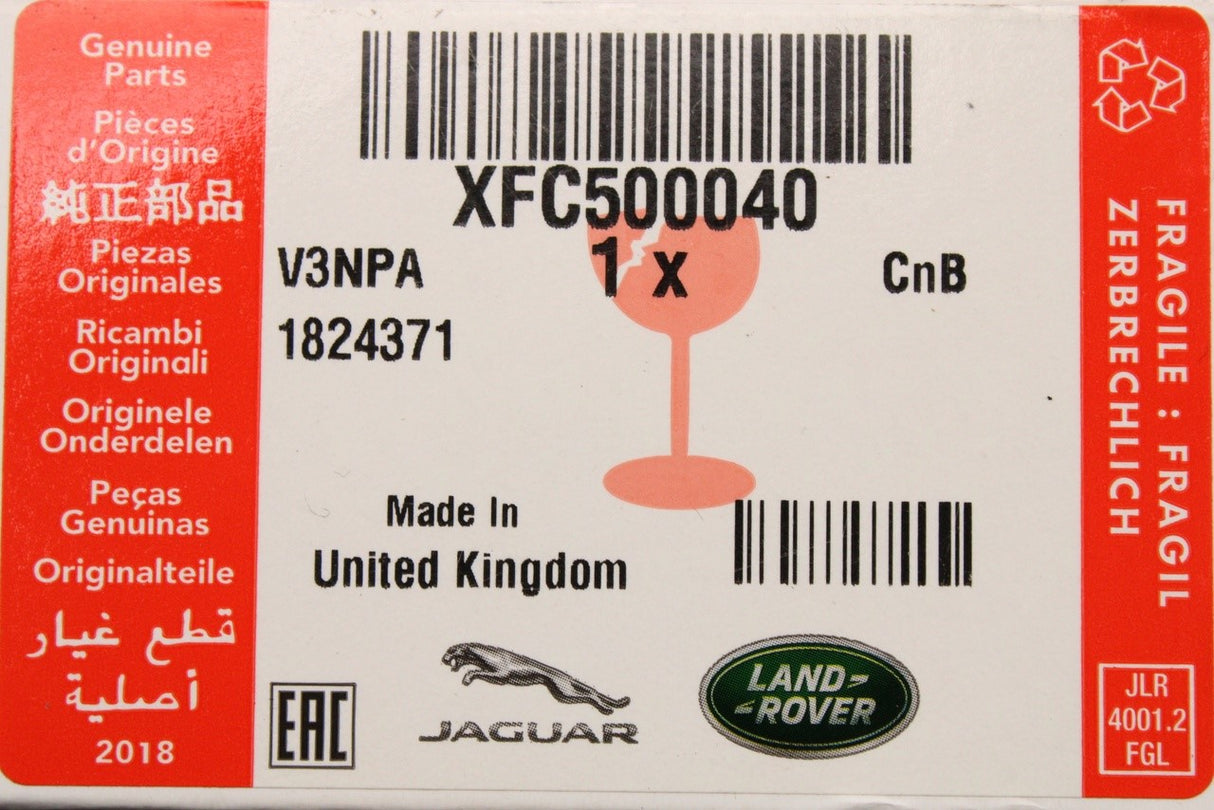 Genuine
Parts
Pièces
d'Origine
純正部品
Piezas
Originales
Ricambi
Originali
Originele
Onderdelen
Peças
Genuinas
Originalteile
قطع غيار
أصلية
2018
XFC500040
1 x
V3NPA
CnB
1824371
Made In
United Kingdom
EAC
JAGUAR
LAND-
-ROVER
FRAGILE : FRAGIL
ZERBRECHLICH
JLR
4001.2
FGL